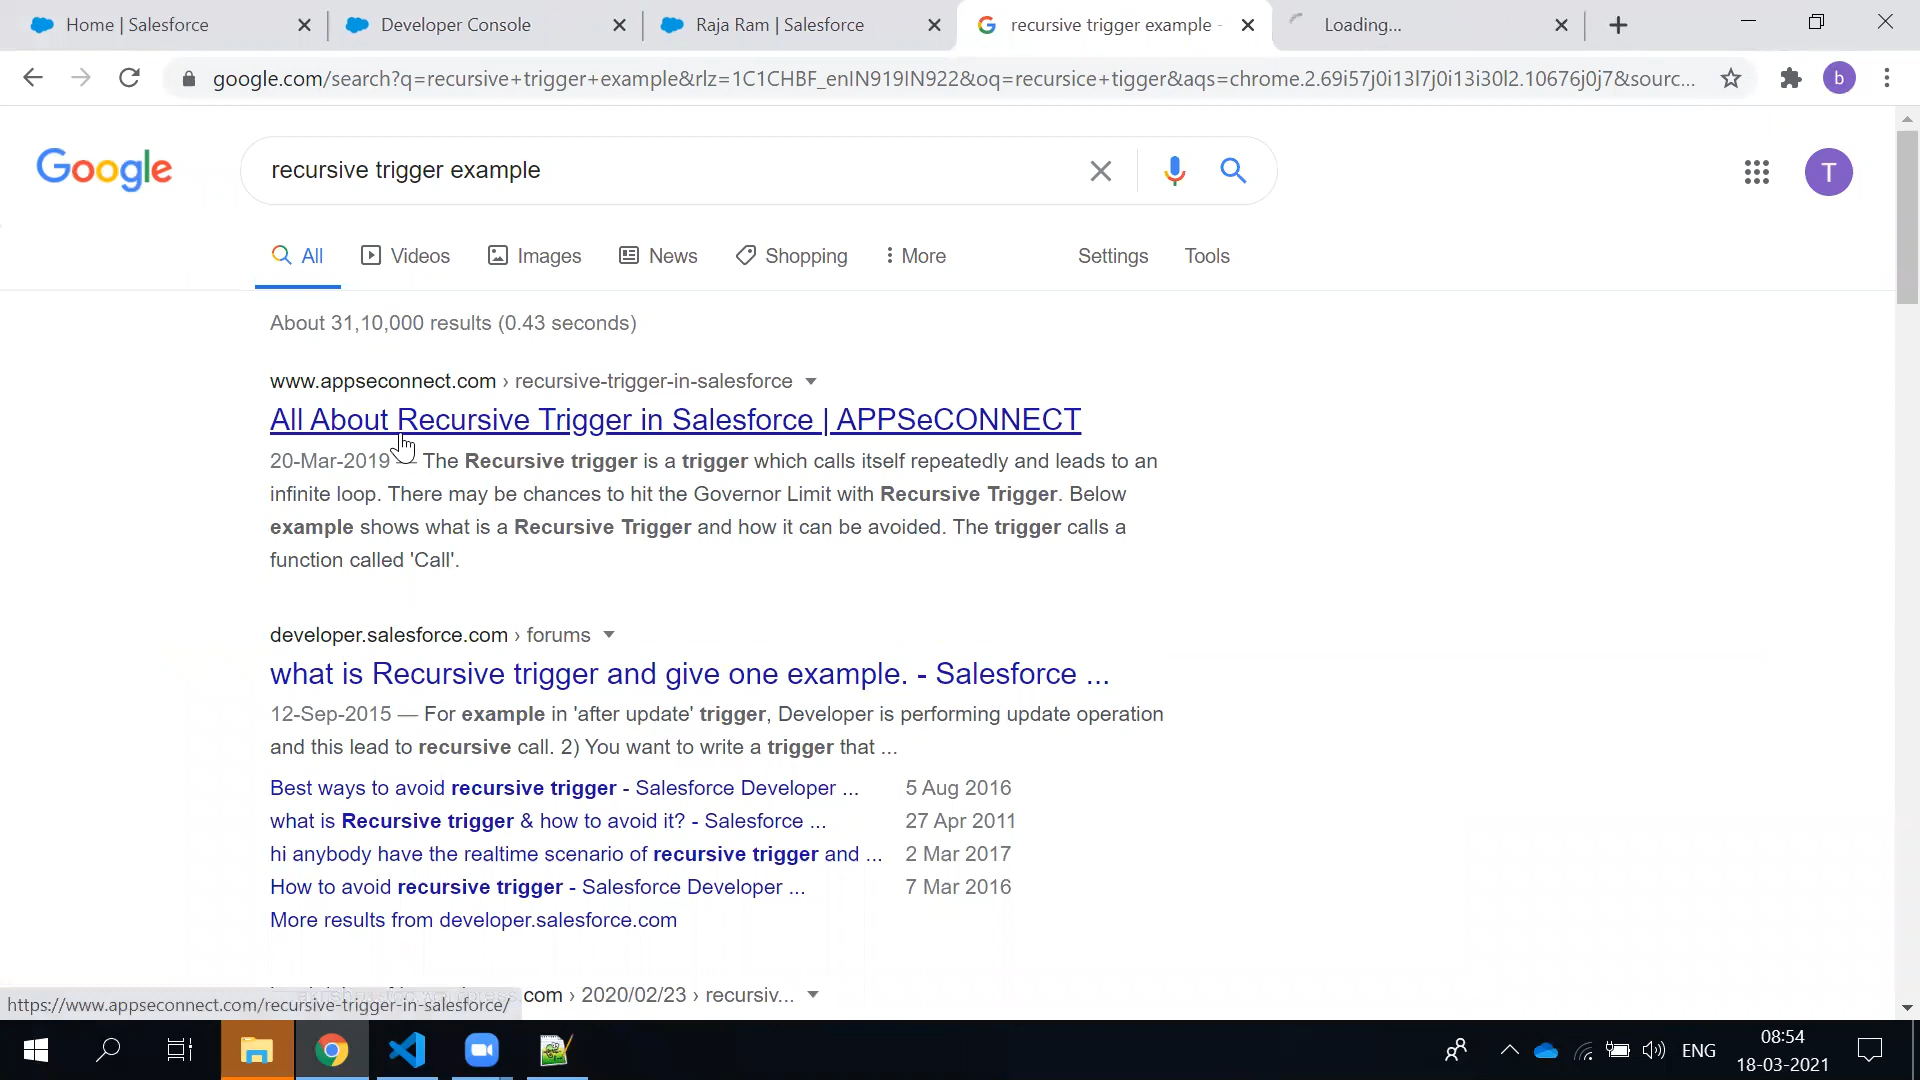 Home | Salesforce
Developer Console
Raja Ram | Salesforce
recursive trigger example -
Loading...
google.com/search?q=recursive+trigger+example&rlz=1C1CHBF_enIN919IN922&oq=recursice+tigger&aqs=chrome.2.69i57j0i13l7j0i13i30l2.10676j0j7&sourc...
b
Google
recursive trigger example
T
All
Videos
Images
News
Shopping
More
Settings
Tools
About 31,10,000 results (0.43 seconds)
www.appseconnect.com › recursive-trigger-in-salesforce
All About Recursive Trigger in Salesforce | APPSeCONNECT
20-Mar-2019 — The Recursive trigger is a trigger which calls itself repeatedly and leads to an
infinite loop. There may be chances to hit the Governor Limit with Recursive Trigger. Below
example shows what is a Recursive Trigger and how it can be avoided. The trigger calls a
function called 'Call'.
developer.salesforce.com › forums
what is Recursive trigger and give one example. - Salesforce ...
12-Sep-2015 — For example in 'after update' trigger, Developer is performing update operation
and this lead to recursive call. 2) You want to write a trigger that ...
Best ways to avoid recursive trigger - Salesforce Developer ... 5 Aug 2016
what is Recursive trigger & how to avoid it? - Salesforce ... 27 Apr 2011
hi anybody have the realtime scenario of recursive trigger and ... 2 Mar 2017
How to avoid recursive trigger - Salesforce Developer ... 7 Mar 2016
More results from developer.salesforce.com
com › 2020/02/23 › recursiv...
https://www.appseconnect.com/recursive-trigger-in-salesforce/
ENG
08:54
18-03-2021